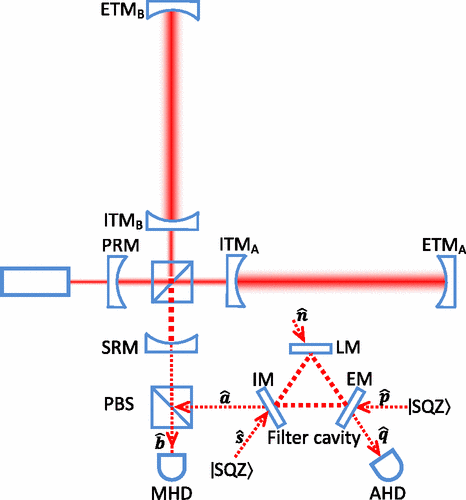 ETM_B
ITM_B
PRM
ITM_A
ETM_A
n̂
SRM
LM
IM
EM
PBS
â
p̂
|SQZ⟩
ŝ
Filter cavity
q̂
b̂
|SQZ⟩
MHD
AHD